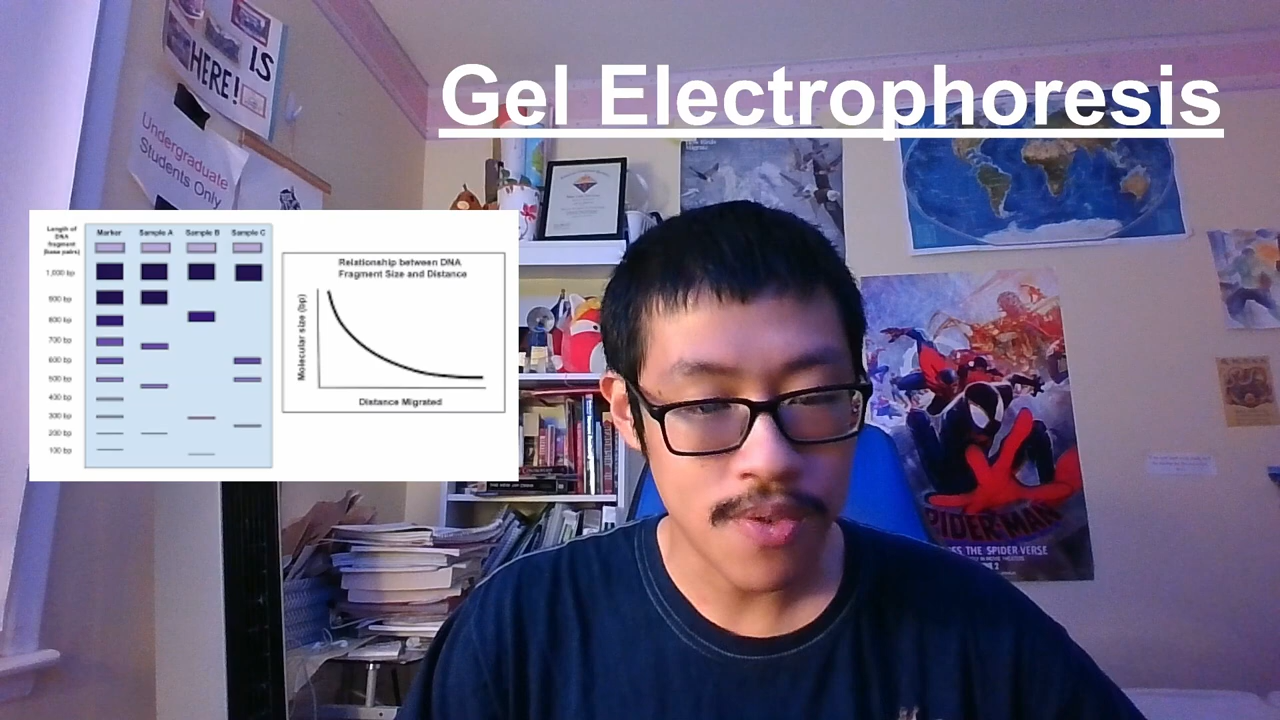 Gel Electrophoresis
IS
HERE!
Undergraduate
Students Only
Length of
DNA
fragment
(base pairs)
Marker Sample A Sample B Sample C
1,000 bp
900 bp
800 bp
700 bp
600 bp
500 bp
400 bp
300 bp
200 bp
100 bp
Relationship between DNA
Fragment Size and Distance
Molecular size (bp)
Distance Migrated
SPIDER-MAN
THE SPIDER-VERSE